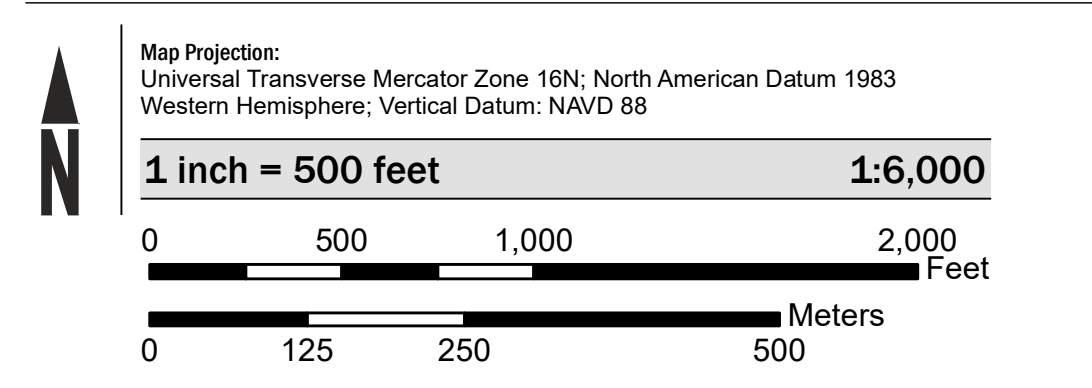 Map Projection:
Universal Transverse Mercator Zone 16N; North American Datum 1983
Western Hemisphere; Vertical Datum: NAVD 88
N
1 inch = 500 feet 1:6,000
0 500 1,000 2,000
Feet
Meters
0 125 250 500